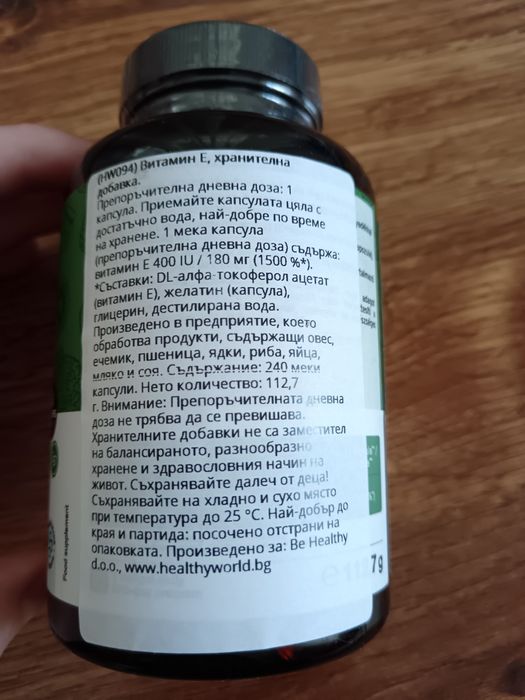 (HW094) Витамин Е, хранителна
добавка.
Препоръчителна дневна доза: 1
капсула. Приемайте капсулата цяла с
достатъчно вода, най-добре по време
на хранене. 1 мека капсула
(препоръчителна дневна доза) съдържа:
витамин Е 400 IU / 180 мг (1500 %*).
*Съставки: DL-алфа-токоферол ацетат
(витамин Е), желатин (капсула),
глицерин, дестилирана вода.
Произведено в предприятие, което
обработва продукти, съдържащи овес,
ечемик, пшеница, ядки, риба, яйца,
мляко и соя. Съдържание: 240 меки
капсули. Нето количество: 112,7
г. Внимание: Препоръчителната дневна
доза не трябва да се превишава.
Хранителните добавки не са заместител
на балансираното, разнообразно
хранене и здравословния начин на
живот. Съхранявайте далеч от деца!
Съхранявайте на хладно и сухо място
при температура до 25 °C. Най-добър до
края и партида: посочено отстрани на
опаковката. Произведено за: Be Healthy
d.o.o., www.healthyworld.bg
Food supplement
7 g